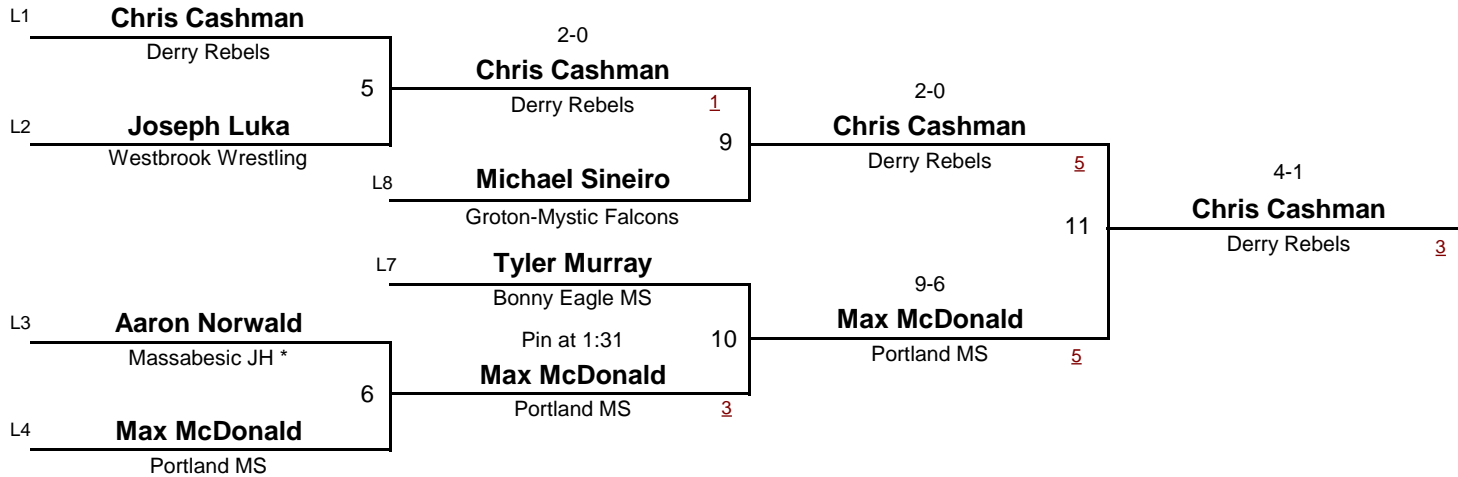 L1
Chris Cashman
Derry Rebels
5
L2
Joseph Luka
Westbrook Wrestling
2-0
Chris Cashman
Derry Rebels
1
9
L8
Michael Sineiro
Groton-Mystic Falcons
2-0
Chris Cashman
Derry Rebels
5
11
4-1
Chris Cashman
Derry Rebels
3
L7
Tyler Murray
Bonny Eagle MS
10
L3
Aaron Norwald
Massabesic JH *
6
L4
Max McDonald
Portland MS
Pin at 1:31
Max McDonald
Portland MS
3
9-6
Max McDonald
Portland MS
5